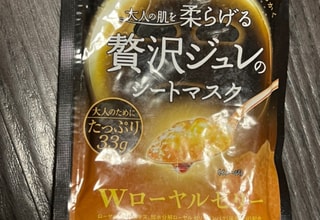 大人の肌を柔らげる
贅沢ジュレの
シートマスク
大人のために
たっぷり
33g
Wローヤルゼリー